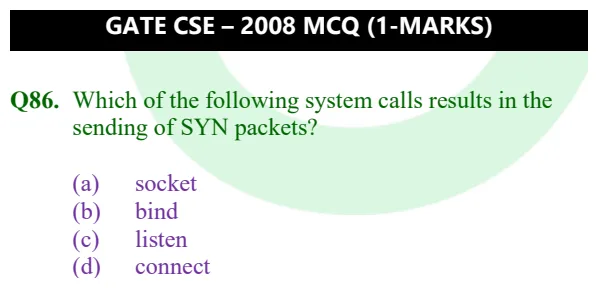 GATE CSE – 2008 MCQ (1-MARKS)
Q86. Which of the following system calls results in the
sending of SYN packets?
(a) socket
(b) bind
(c) listen
(d) connect